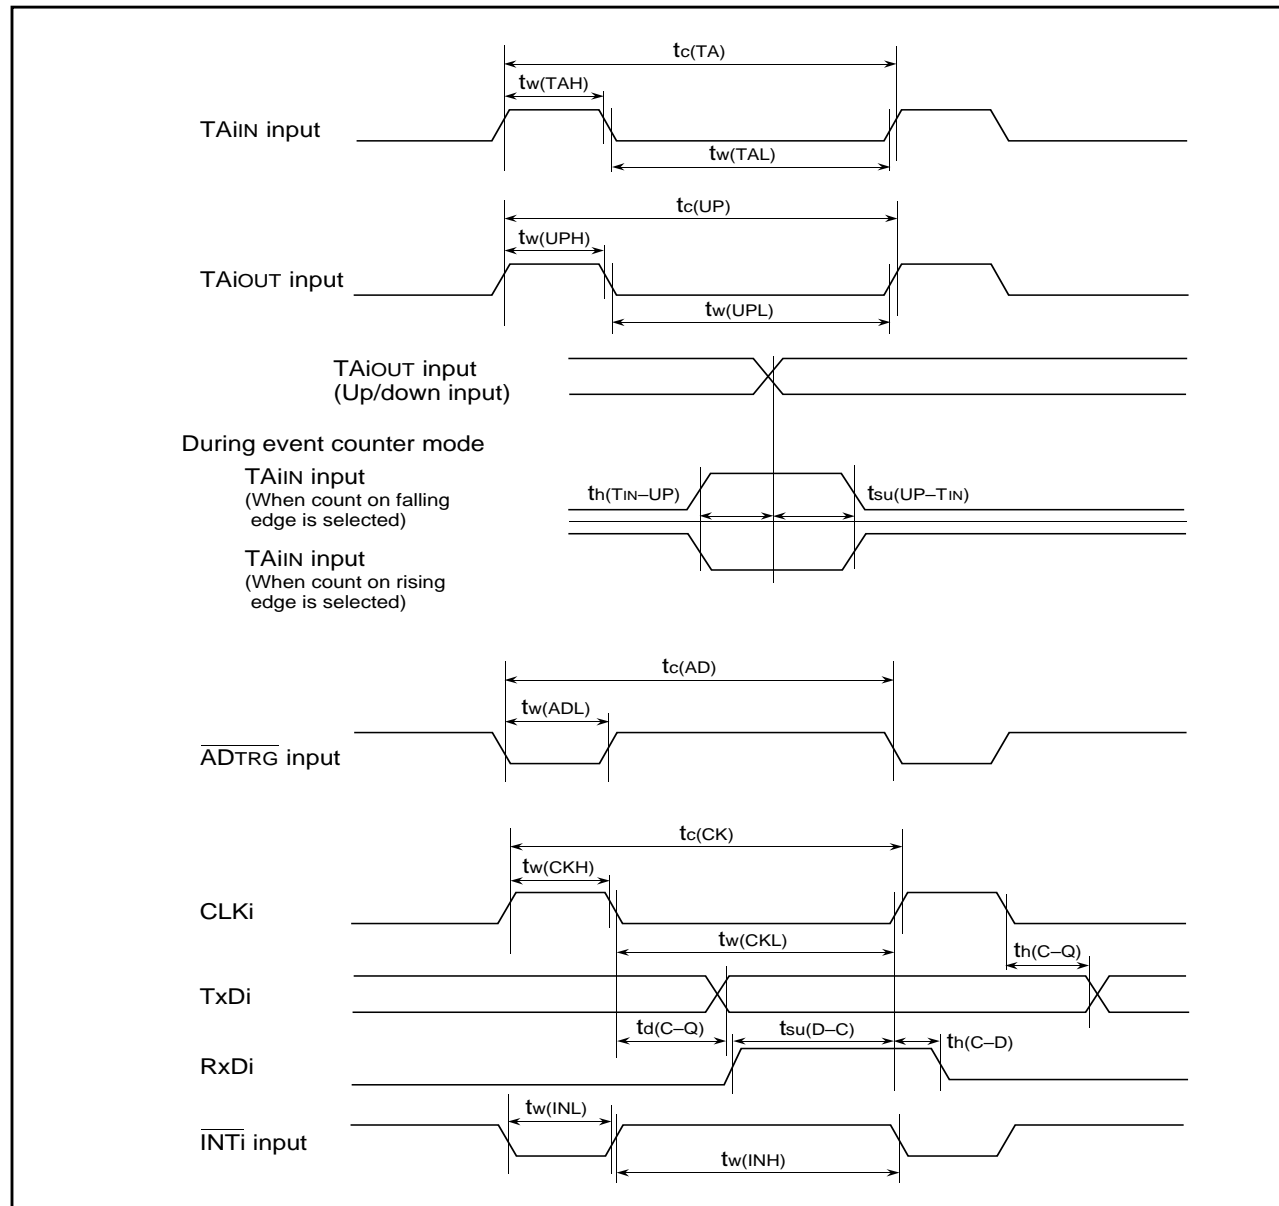 tc(TA)
tw(TAH)
TAiIN input
tw(TAL)
tc(UP)
tw(UPH)
TAiOUT input
tw(UPL)
TAiOUT input
(Up/down input)
During event counter mode
TAiIN input
(When count on falling
edge is selected)
th(TIN–UP)
tsu(UP–TIN)
TAiIN input
(When count on rising
edge is selected)
tc(AD)
tw(ADL)
ADTRG input
tc(CK)
tw(CKH)
CLKi
tw(CKL)
th(C–Q)
TxDi
td(C–Q)
tsu(D–C)
th(C–D)
RxDi
tw(INL)
INTi input
tw(INH)